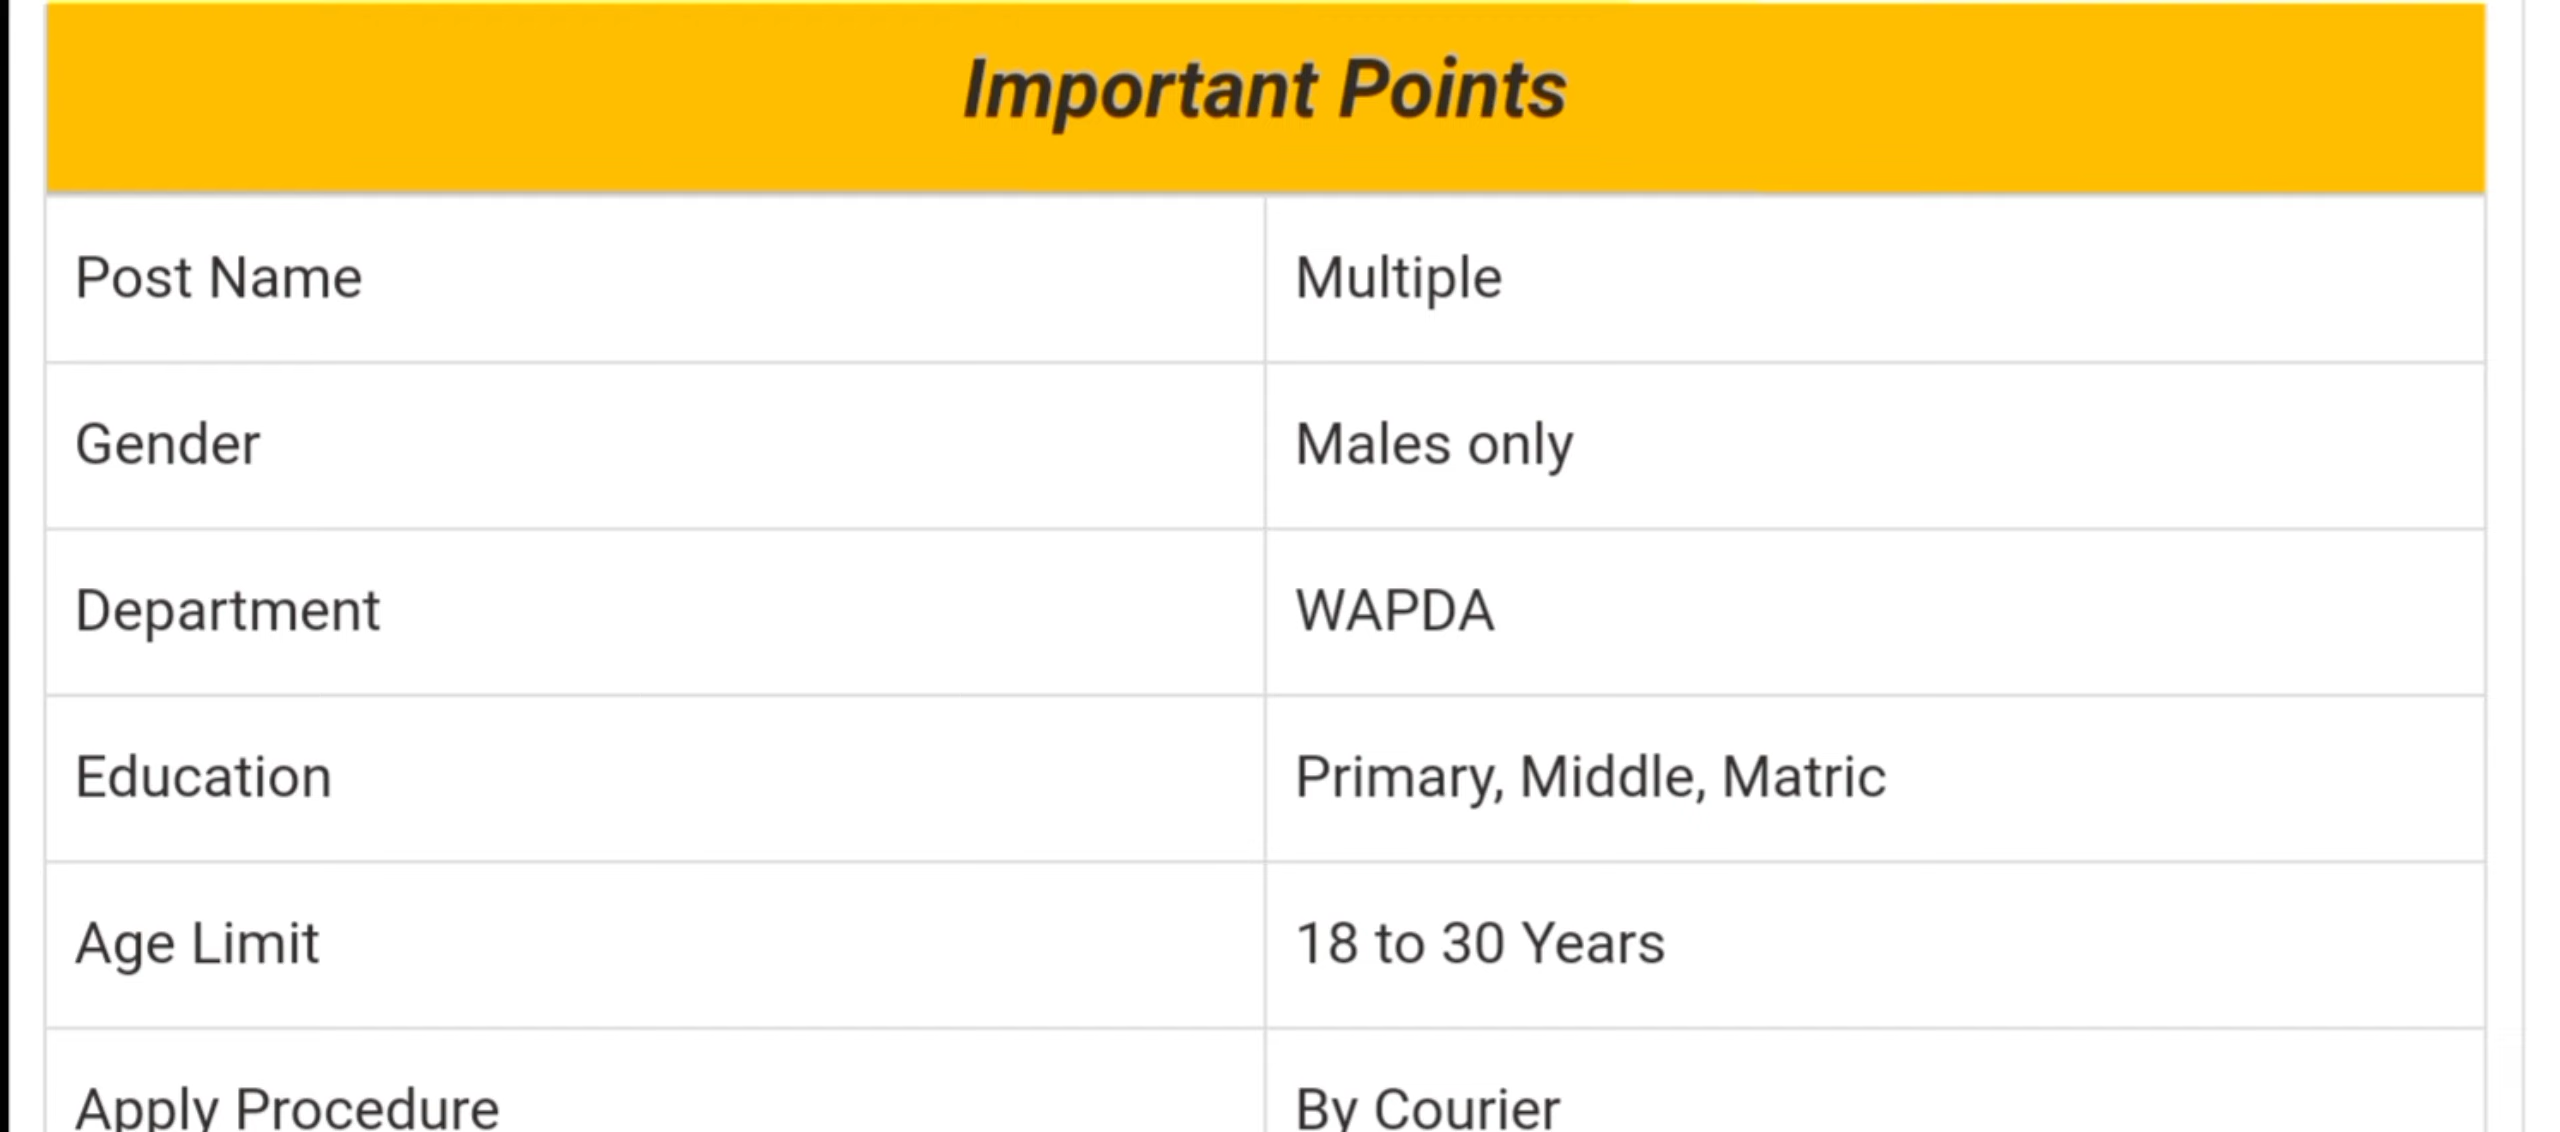 Important Points
Post Name Multiple
Gender Males only
Department WAPDA
Education Primary, Middle, Matric
Age Limit 18 to 30 Years
Apply Procedure By Courier